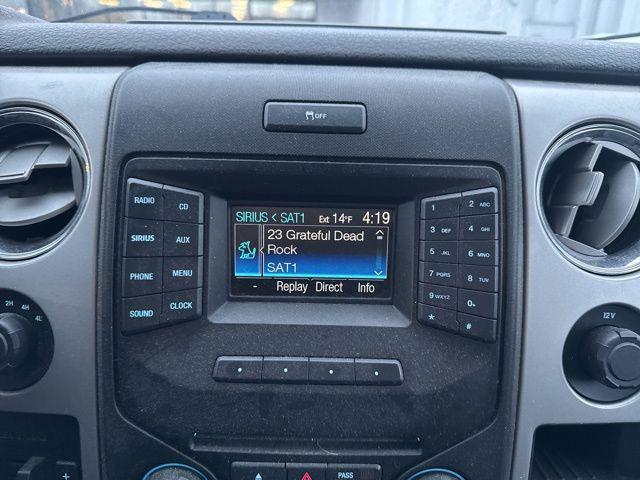 OFF
RADIO CD
SIRIUS AUX
PHONE MENU
SOUND CLOCK
SIRIUS < SAT1 Ext 14°F 4:19
23 Grateful Dead
Rock
SAT1
- Replay Direct Info
1 2 ABC
3 DEF 4 GHI
5 JKL 6 MNO
7 PQRS 8 TUV
9 WXYZ 0+
* #
2H 4H 4L
12V
+
PASS